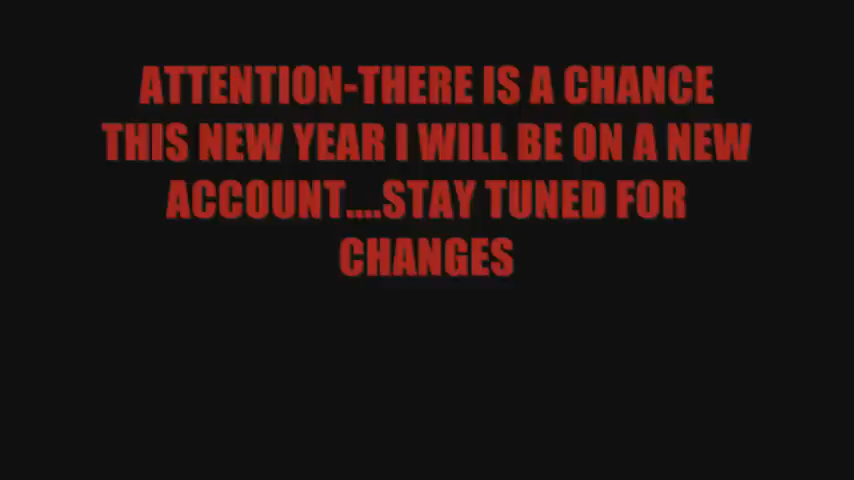 ATTENTION-THERE IS A CHANCE
THIS NEW YEAR I WILL BE ON A NEW
ACCOUNT....STAY TUNED FOR
CHANGES